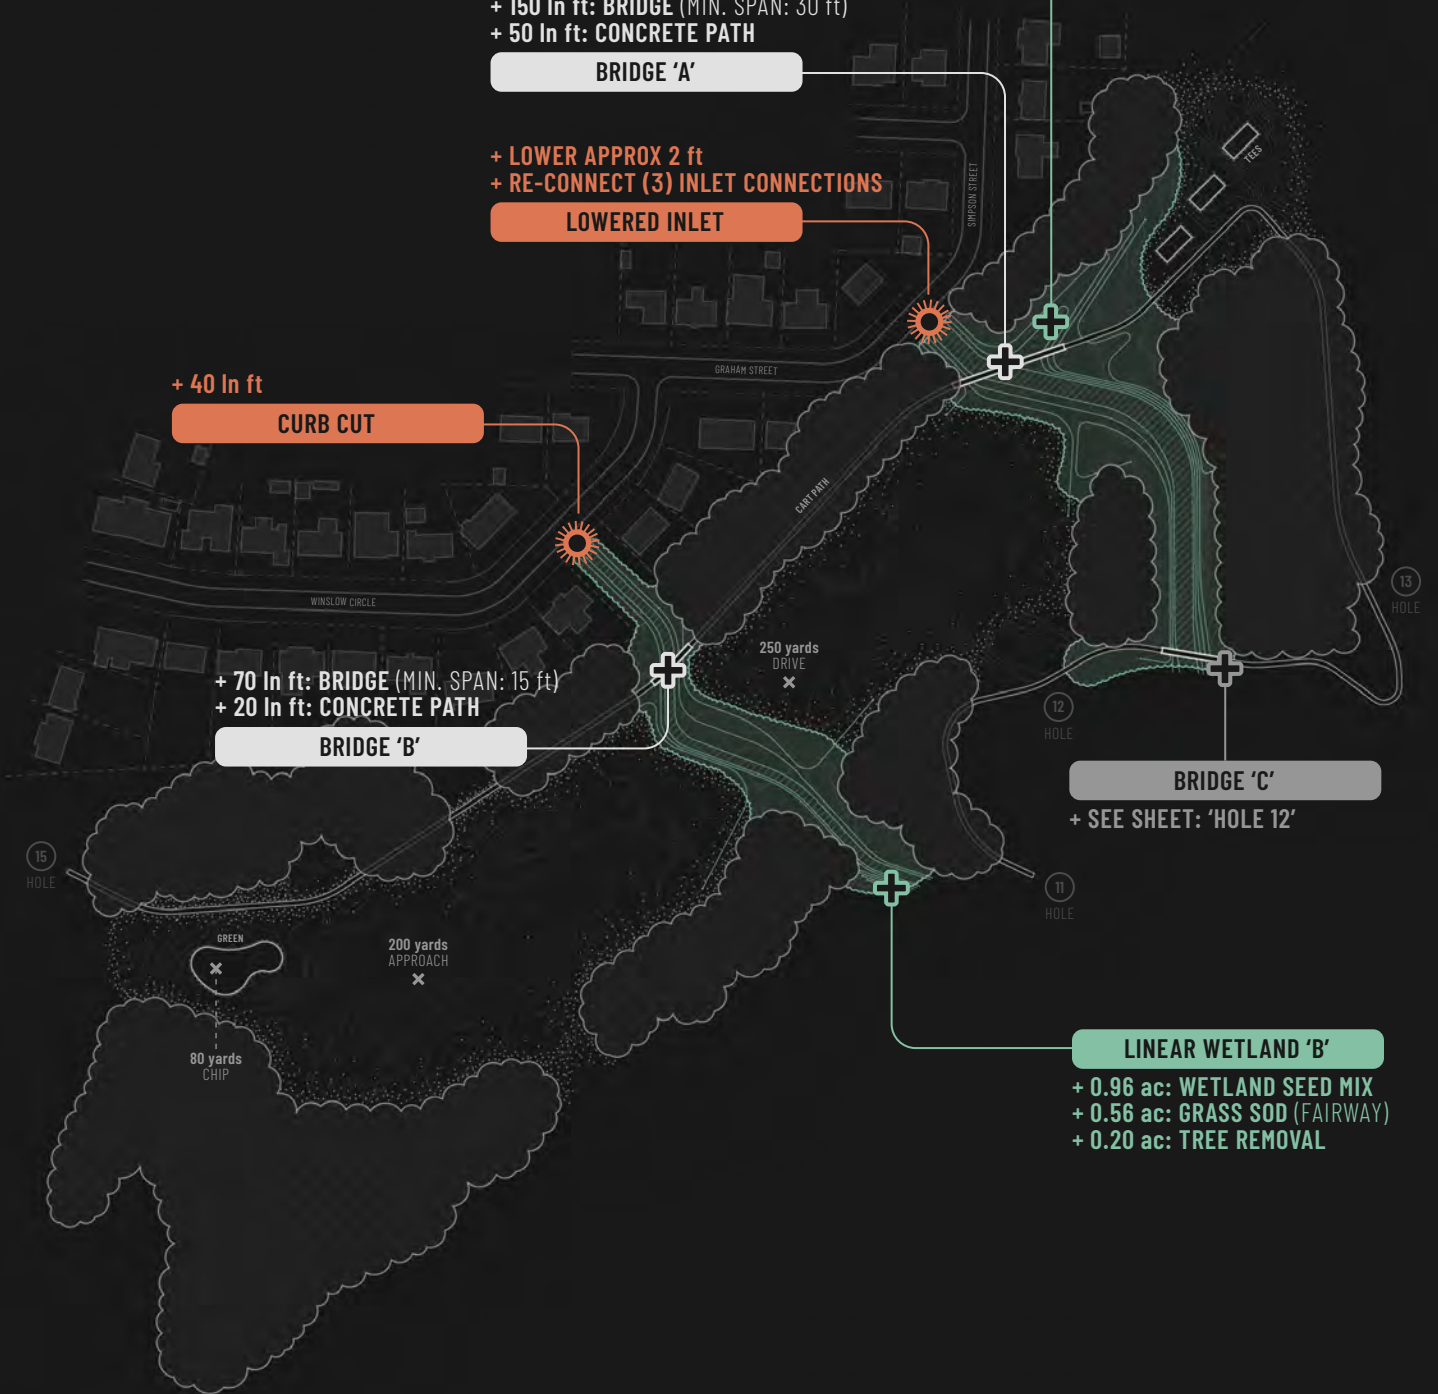 + 150 ln ft: BRIDGE (MIN. SPAN: 30 ft)
+ 50 ln ft: CONCRETE PATH
BRIDGE ‘A’
+ LOWER APPROX 2 ft
+ RE-CONNECT (3) INLET CONNECTIONS
LOWERED INLET
SIMPSON STREET
TEES
GRAHAM STREET
+ 40 ln ft
CURB CUT
CART PATH
WINSLOW CIRCLE
13
HOLE
250 yards
DRIVE
+ 70 ln ft: BRIDGE (MIN. SPAN: 15 ft)
+ 20 ln ft: CONCRETE PATH
BRIDGE ‘B’
12
HOLE
BRIDGE ‘C’
+ SEE SHEET: ‘HOLE 12’
15
HOLE
11
HOLE
GREEN
200 yards
APPROACH
80 yards
CHIP
LINEAR WETLAND ‘B’
+ 0.96 ac: WETLAND SEED MIX
+ 0.56 ac: GRASS SOD (FAIRWAY)
+ 0.20 ac: TREE REMOVAL